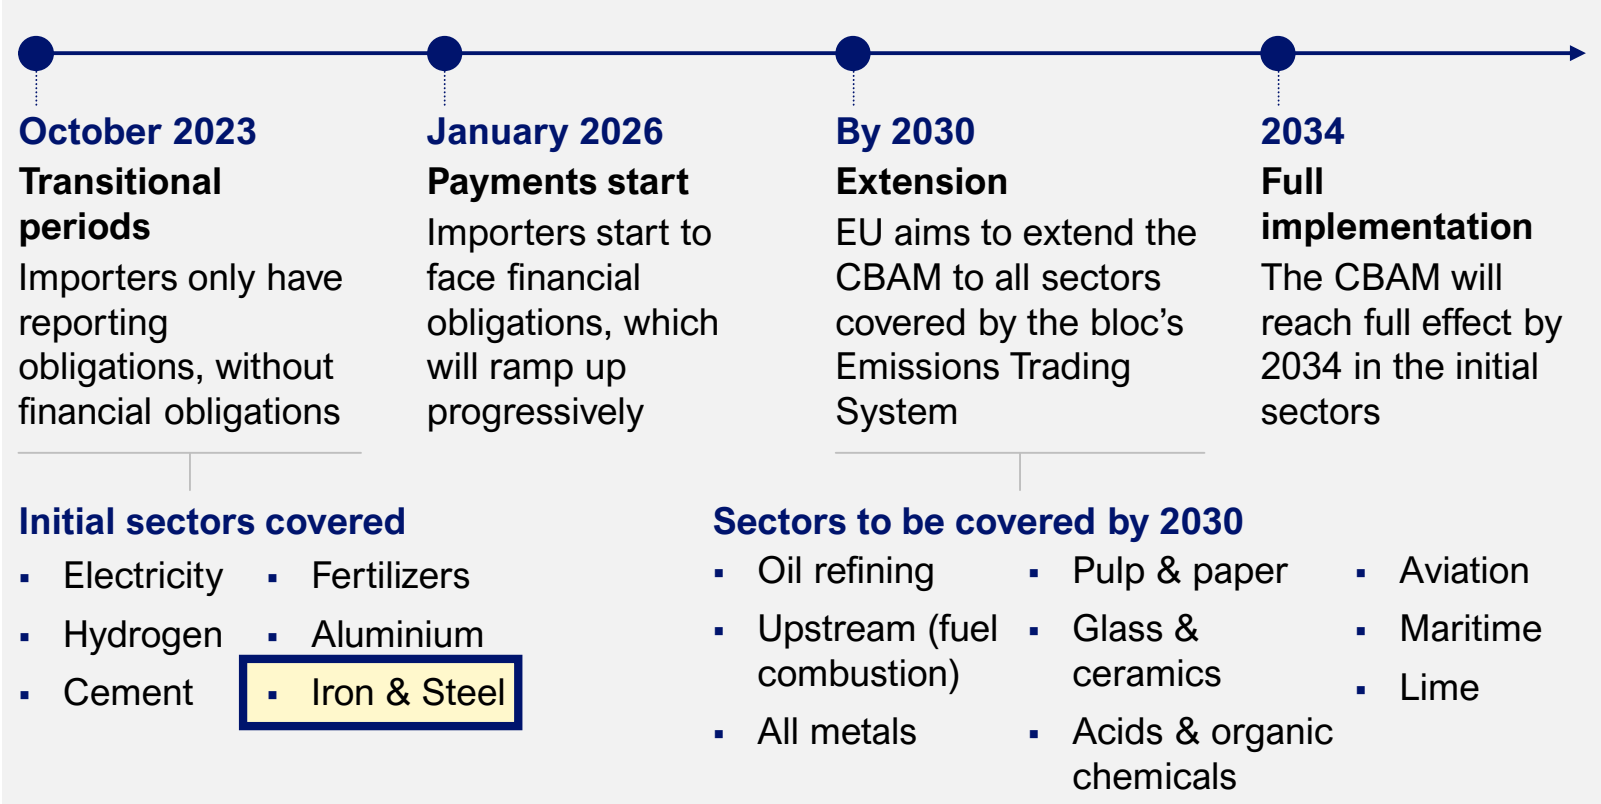 October 2023
Transitional
periods
Importers only have
reporting
obligations, without
financial obligations
January 2026
Payments start
Importers start to
face financial
obligations, which
will ramp up
progressively
By 2030
Extension
EU aims to extend the
CBAM to all sectors
covered by the bloc's
Emissions Trading
System
2034
Full
implementation
The CBAM will
reach full effect by
2034 in the initial
sectors
Initial sectors covered
▪ Electricity
▪ Hydrogen
▪ Cement
▪ Fertilizers
▪ Aluminium
▪ Iron & Steel
Sectors to be covered by 2030
▪ Oil refining
▪ Upstream (fuel
combustion)
▪ All metals
▪ Pulp & paper
▪ Glass &
ceramics
▪ Acids & organic
chemicals
▪ Aviation
▪ Maritime
▪ Lime